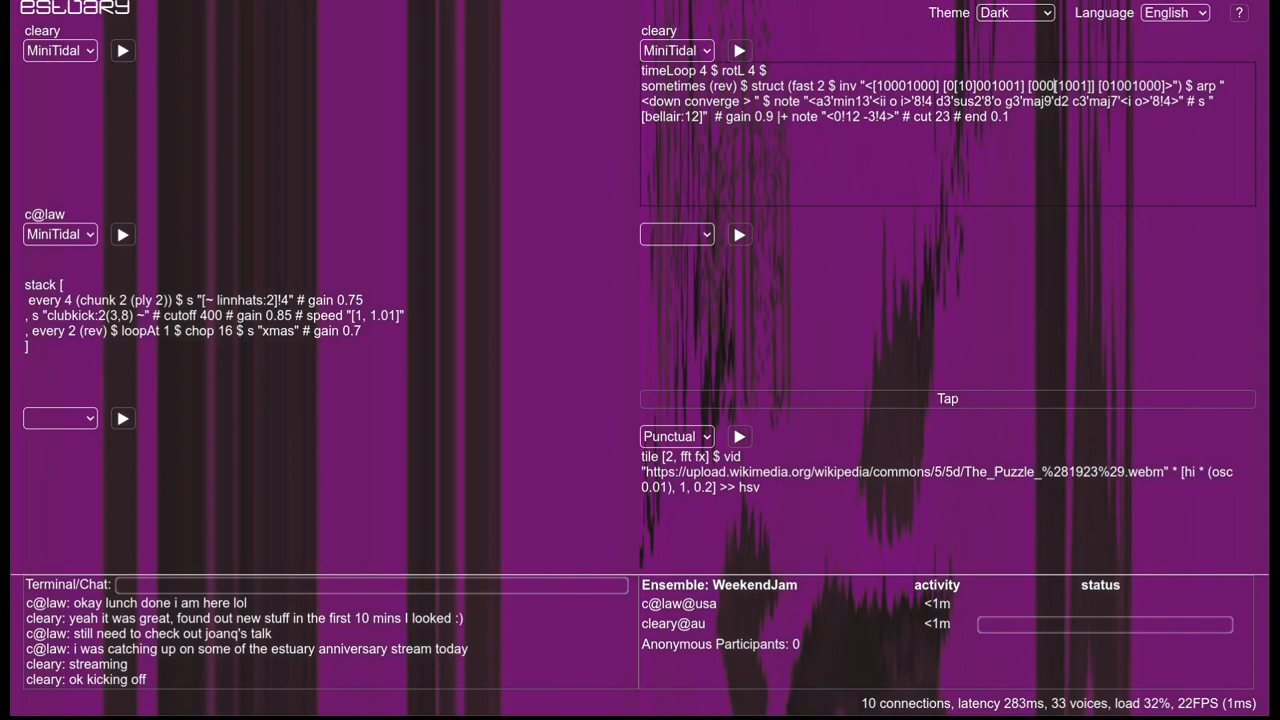 estuary
Theme Dark Language English ?
cleary
MiniTidal
cleary
MiniTidal
timeLoop 4 $ rotL 4 $
sometimes (rev) $ struct (fast 2 $ inv "<[10001000] [0[10]001001] [000[1001]] [01001000]>") $ arp "
<down converge > " $ note "<a3'min13'<ii o i>'8!4 d3'sus2'8'o g3'maj9'd2 c3'maj7'<i o>'8!4>" # s "
[bellair:12]"  # gain 0.9 |+ note "<0!12 -3!4>" # cut 23 # end 0.1
c@law
MiniTidal
stack [
every 4 (chunk 2 (ply 2)) $ s "[~ linnhats:2]!4" # gain 0.75
, s "clubkick:2(3,8) ~" # cutoff 400 # gain 0.85 # speed "[1, 1.01]"
, every 2 (rev) $ loopAt 1 $ chop 16 $ s "xmas" # gain 0.7
]
Tap
Punctual
tile [2, fft fx] $ vid
"https://upload.wikimedia.org/wikipedia/commons/5/5d/The_Puzzle_%281923%29.webm" * [hi * (osc
0.01), 1, 0.2] >> hsv
Terminal/Chat:
c@law: okay lunch done i am here lol
cleary: yeah it was great, found out new stuff in the first 10 mins I looked :)
c@law: still need to check out joanq's talk
c@law: i was catching up on some of the estuary anniversary stream today
cleary: streaming
cleary: ok kicking off
Ensemble: WeekendJam activity status
c@law@usa <1m
cleary@au <1m
Anonymous Participants: 0
10 connections, latency 283ms, 33 voices, load 32%, 22FPS (1ms)